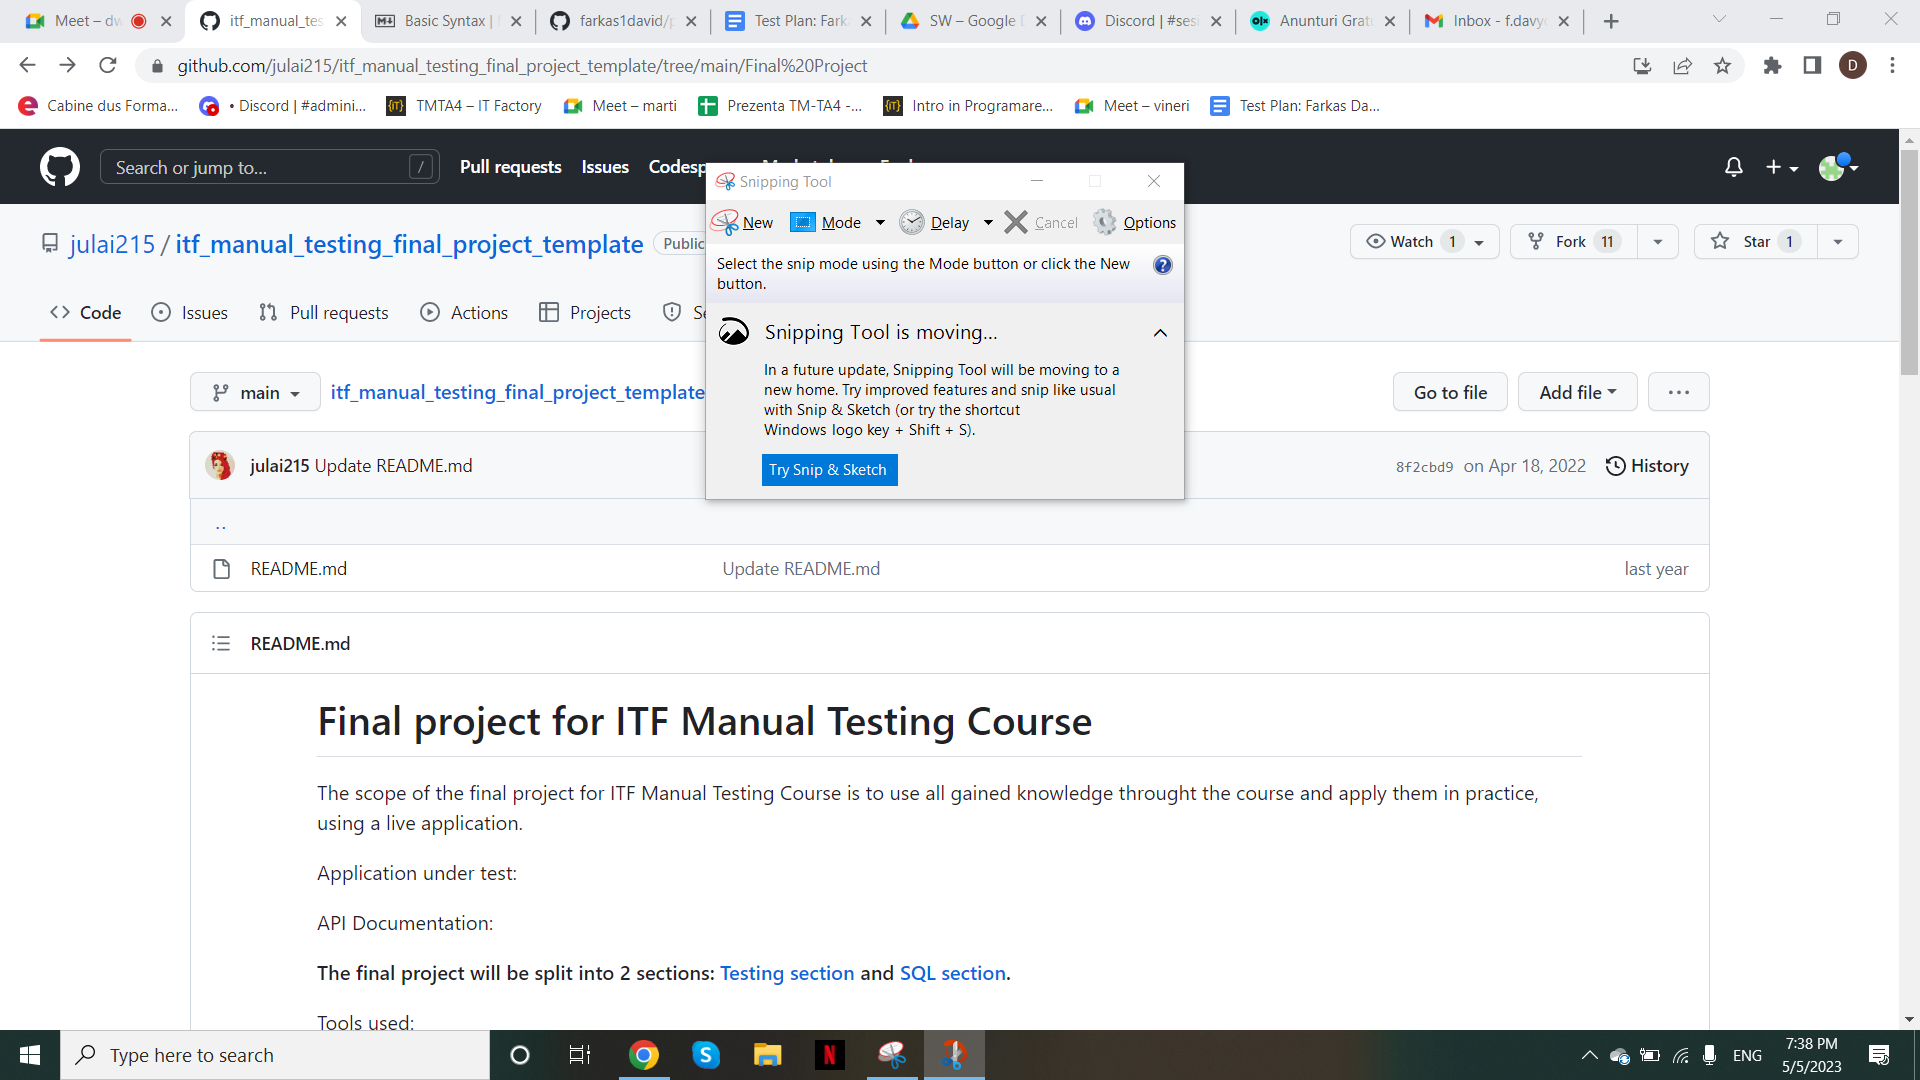 Meet – dw
itf_manual_tes
Basic Syntax |
farkas1david/p
Test Plan: Farka
SW – Google D
Discord | #sesi
Anunturi Grat
Inbox - f.davy
github.com/julai215/itf_manual_testing_final_project_template/tree/main/Final%20Project
D
Cabine dus Forma...
• Discord | #admini...
TMTA4 – IT Factory
Meet – marti
Prezenta TM-TA4 -...
Intro in Programare...
Meet – vineri
Test Plan: Farkas Da...
Search or jump to...
/
Pull requests
Issues
Codesp
julai215 / itf_manual_testing_final_project_template
Public
Watch 1
Fork 11
Star 1
Code
Issues
Pull requests
Actions
Projects
Se
Snipping Tool
New
Mode
Delay
Cancel
Options
Select the snip mode using the Mode button or click the New
button.
?
Snipping Tool is moving...
In a future update, Snipping Tool will be moving to a
new home. Try improved features and snip like usual
with Snip & Sketch (or try the shortcut
Windows logo key + Shift + S).
Try Snip & Sketch
main
itf_manual_testing_final_project_template
Go to file
Add file
...
julai215 Update README.md
8f2cbd9 on Apr 18, 2022
History
..
README.md
Update README.md
last year
README.md
Final project for ITF Manual Testing Course
The scope of the final project for ITF Manual Testing Course is to use all gained knowledge throught the course and apply them in practice,
using a live application.
Application under test:
API Documentation:
The final project will be split into 2 sections: Testing section and SQL section.
Tools used:
Type here to search
ENG
7:38 PM
5/5/2023